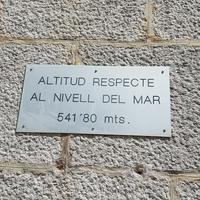 ALTITUD RESPECTE
AL NIVELL DEL MAR
541'80 mts.